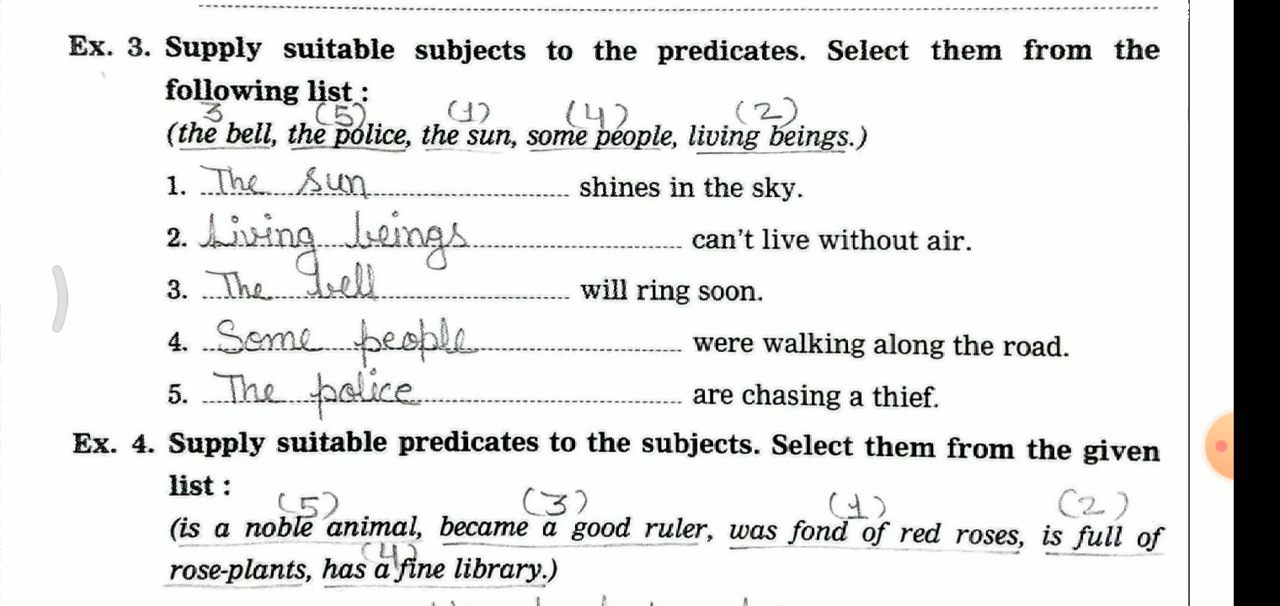 Ex. 3. Supply suitable subjects to the predicates. Select them from the
following list :
3 (5) (1) (4) (2)
(the bell, the police, the sun, some people, living beings.)
1. The sun shines in the sky.
2. Living beings can't live without air.
3. The bell will ring soon.
4. Some people were walking along the road.
5. The police are chasing a thief.
Ex. 4. Supply suitable predicates to the subjects. Select them from the given
list :
(5) (3) (1) (2)
(is a noble animal, became a good ruler, was fond of red roses, is full of
(4)
rose-plants, has a fine library.)